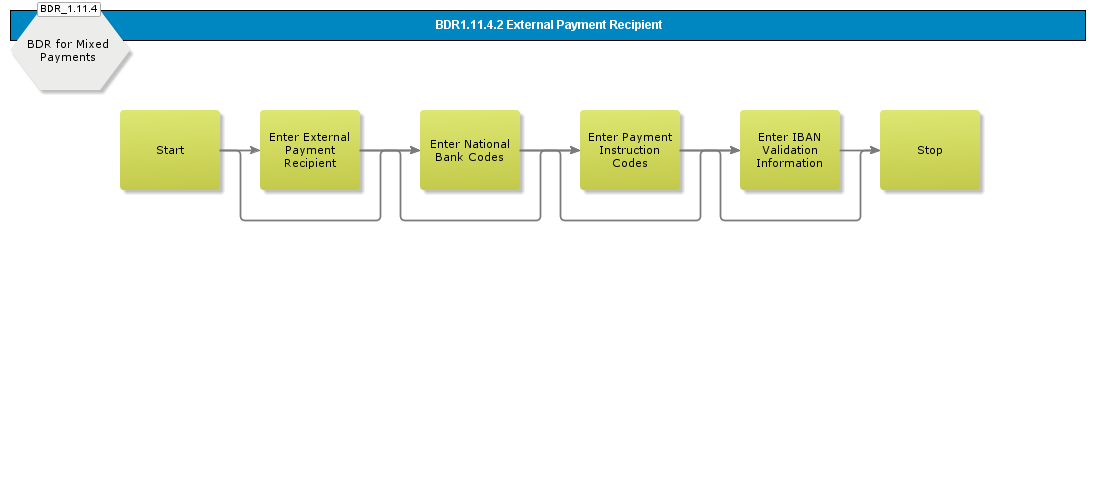 BDR_1.11.4
BDR1.11.4.2 External Payment Recipient
BDR for Mixed
Payments
Start
Enter External
Payment
Recipient
Enter National
Bank Codes
Enter Payment
Instruction
Codes
Enter IBAN
Validation
Information
Stop